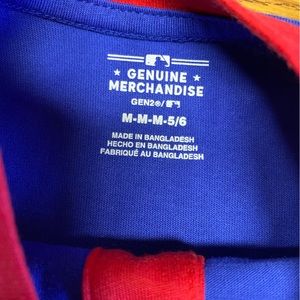 ★ GENUINE ★
MERCHANDISE
GEN2®/
M-M-M-5/6
MADE IN BANGLADESH
HECHO EN BANGLADESH
FABRIQUÉ AU BANGLADESH